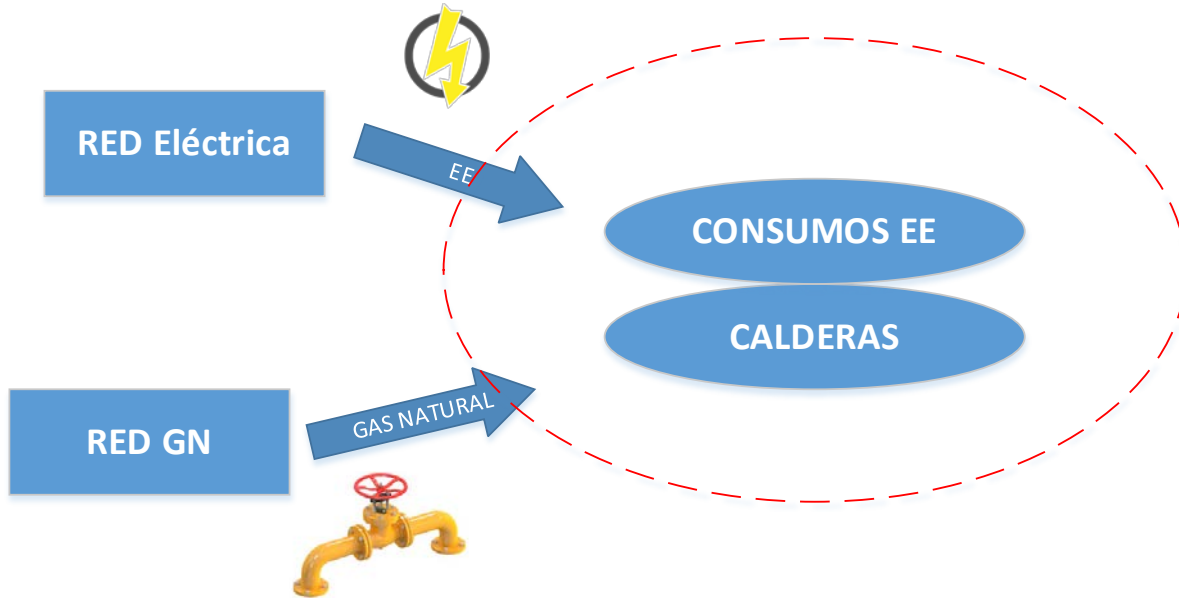 RED Eléctrica
EE
CONSUMOS EE
CALDERAS
GAS NATURAL
RED GN